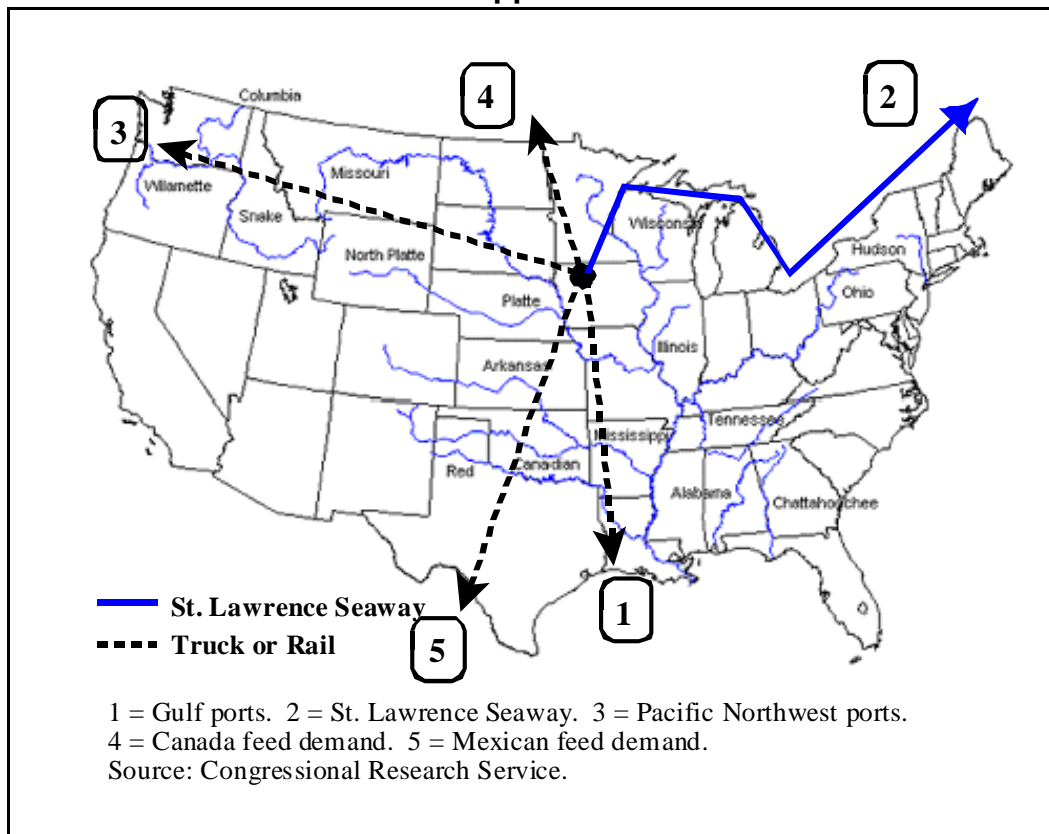 Columbia
4
2
3
Missouri
Willamette
Wisconsin
Snake
Hudson
North Platte
Ohio
Platte
Illinois
Arkansas
Tennessee
Mississippi
Canadian
Red
Alabama
Chattahoochee
St. Lawrence Seaway
1
Truck or Rail
5
1 = Gulf ports. 2 = St. Lawrence Seaway. 3 = Pacific Northwest ports.
4 = Canada feed demand. 5 = Mexican feed demand.
Source: Congressional Research Service.